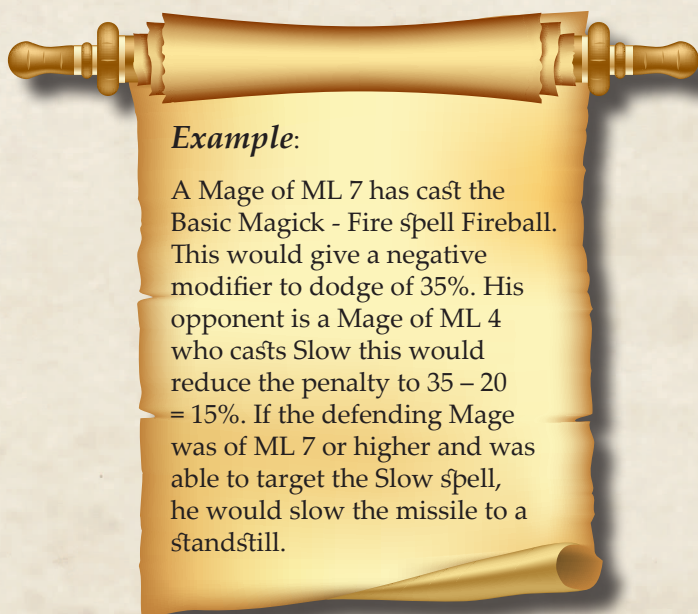 Example:
A Mage of ML 7 has cast the
Basic Magick - Fire spell Fireball.
This would give a negative
modifier to dodge of 35%. His
opponent is a Mage of ML 4
who casts Slow this would
reduce the penalty to 35 – 20
= 15%. If the defending Mage
was of ML 7 or higher and was
able to target the Slow spell,
he would slow the missile to a
standstill.